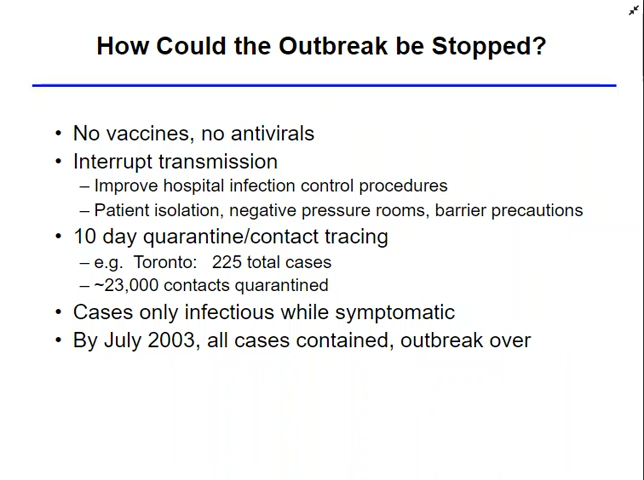 How Could the Outbreak be Stopped?
• No vaccines, no antivirals
• Interrupt transmission
– Improve hospital infection control procedures
– Patient isolation, negative pressure rooms, barrier precautions
• 10 day quarantine/contact tracing
– e.g. Toronto: 225 total cases
– ~23,000 contacts quarantined
• Cases only infectious while symptomatic
• By July 2003, all cases contained, outbreak over